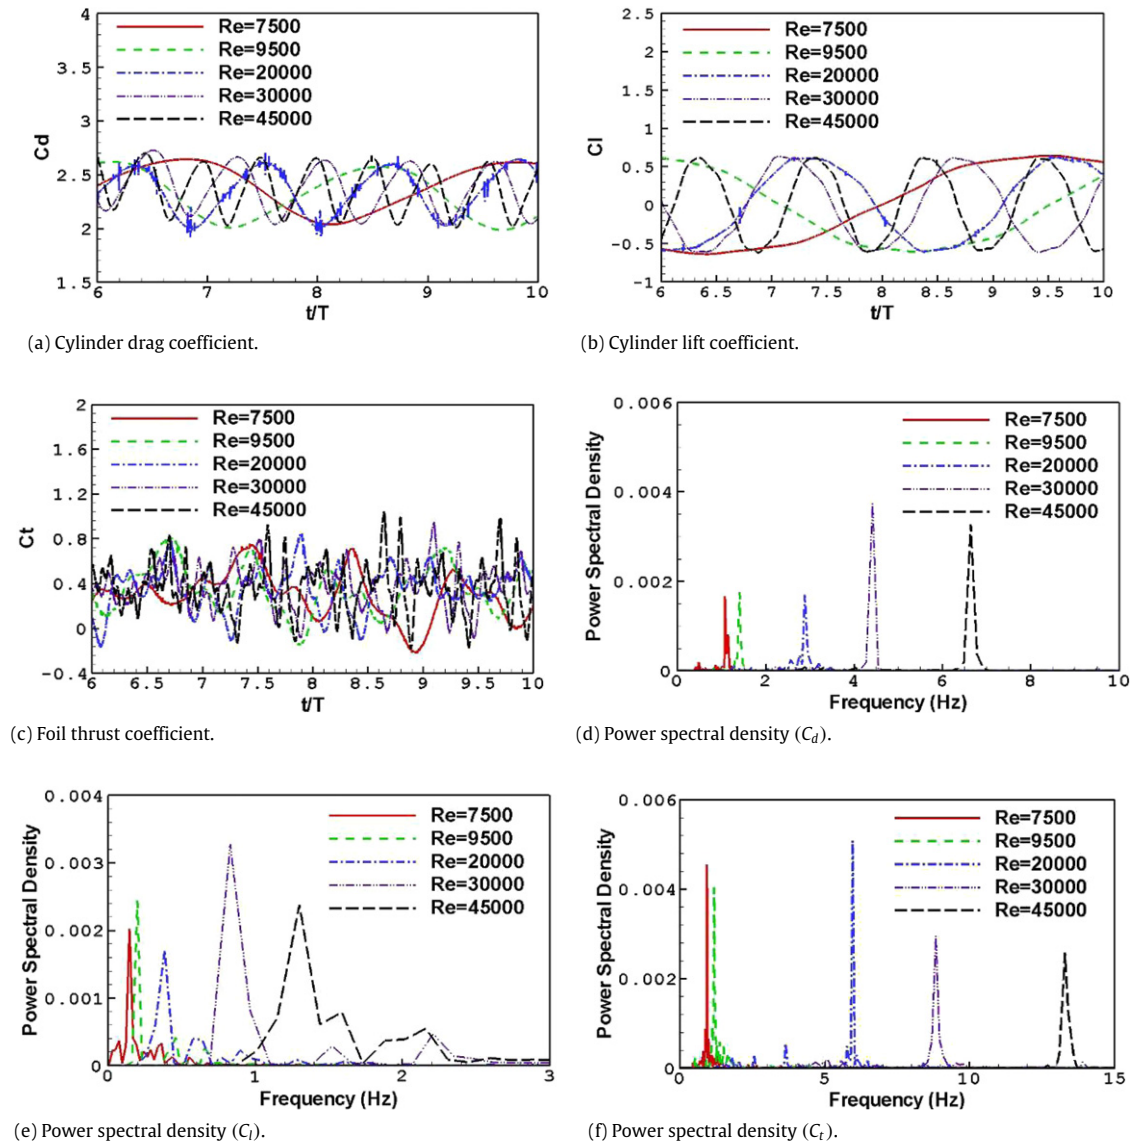 4
3.5
3
2.5
2
1.5
Cd
Re=7500
Re=9500
Re=20000
Re=30000
Re=45000
6 7 8 9 10
t/T
(a) Cylinder drag coefficient.
2.5
2
1.5
1
0.5
0
-0.5
-1
Cl
Re=7500
Re=9500
Re=20000
Re=30000
Re=45000
6 6.5 7 7.5 8 8.5 9 9.5 10
t/T
(b) Cylinder lift coefficient.
2
1.6
1.2
0.8
0.4
0
-0.4
Ct
Re=7500
Re=9500
Re=20000
Re=30000
Re=45000
6 6.5 7 7.5 8 8.5 9 9.5 10
t/T
(c) Foil thrust coefficient.
0.006
0.004
0.002
0
Power Spectral Density
Re=7500
Re=9500
Re=20000
Re=30000
Re=45000
0 2 4 6 8 10
Frequency (Hz)
(d) Power spectral density (C_d).
0.004
0.003
0.002
0.001
0
Power Spectral Density
Re=7500
Re=9500
Re=20000
Re=30000
Re=45000
0 1 2 3
Frequency (Hz)
(e) Power spectral density (C_l).
0.006
0.004
0.002
0
Power Spectral Density
Re=7500
Re=9500
Re=20000
Re=30000
Re=45000
0 5 10 15
Frequency (Hz)
(f) Power spectral density (C_t).